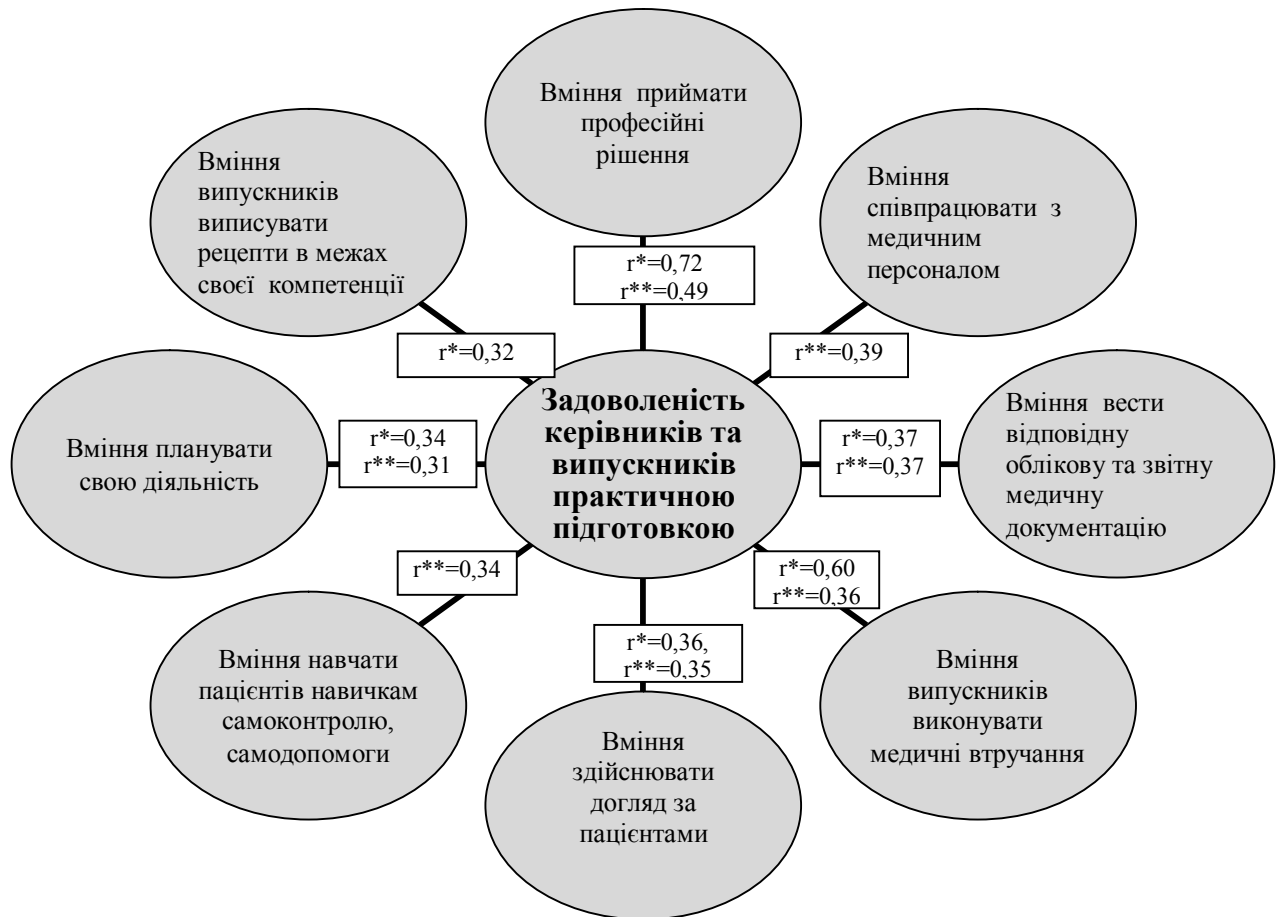 Вміння приймати
професійні
рішення
Вміння
випускників
виписувати
рецепти в межах
своєї компетенції
Вміння
співпрацювати з
медичним
персоналом
r*=0,72
r**=0,49
r*=0,32
r**=0,39
Вміння планувати
свою діяльність
r*=0,34
r**=0,31
Задоволеність
керівників та
випускників
практичною
підготовкою
r*=0,37
r**=0,37
Вміння вести
відповідну
облікову та звітну
медичну
документацію
r**=0,34
r*=0,60
r**=0,36
r*=0,36,
r**=0,35
Вміння навчати
пацієнтів навичкам
самоконтролю,
самодопомоги
Вміння
здійснювати
догляд за
пацієнтами
Вміння
випускників
виконувати
медичні втручання